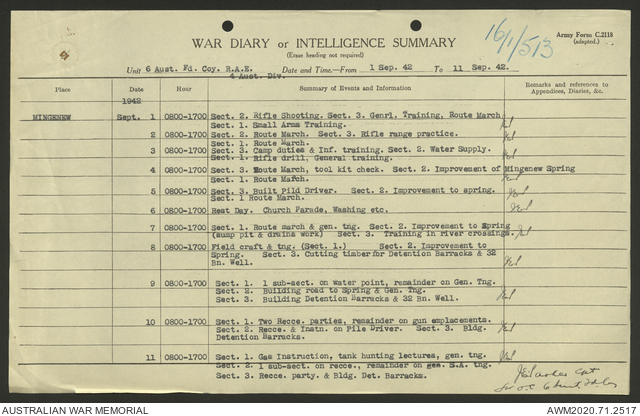 16/1/513
Army Form C.2118
(adapted.)
WAR DIARY or INTELLIGENCE SUMMARY
(Erase heading not required)
Unit 6 Aust. Fd. Coy. R.A.E. Date and Time.—From 1 Sep. 42 To 11 Sep. 42.
4 Aust. Div.
Place Date Hour Summary of Events and Information Remarks and references to
Appendices, Diaries, &c.
1942
MINGENEW Sept. 1 0800-1700 Sect. 2. Rifle Shooting. Sect. 3. Genrl. Training, Route March
Sect. 1. Small Arms Training.
2 0800-1700 Sect. 2. Route March. Sect. 3. Rifle range practice.
Sect. 1. Route March.
3 0800-1700 Sect. 3. Camp duties & Inf. training. Sect. 2. Water Supply.
Sect. 1. Rifle drill, General training.
4 0800-1700 Sect. 3. Route March, tool kit check. Sect. 2. Improvement of Mingenew Spring
Sect. 1. Route March.
5 0800-1700 Sect. 3. Built Pild Driver. Sect. 2. Improvement to spring.
Sect. 1 Route March.
6 0800-1700 Rest Day. Church Parade, Washing etc.
7 0800-1700 Sect. 1. Route march & gen. tng. Sect. 2. Improvement to Spring
(sump pit & drains work) Sect. 3. Training in river crossings.
8 0800-1700 Field craft & tng. (Sect. 1.) Sect. 2. Improvement to
Spring. Sect. 3. Cutting timber for Detention Barracks & 32
Bn. Well.
9 0800-1700 Sect. 1. 1 sub-sect. on water point, remainder on Gen. Tng.
Sect. 2. Building road to Spring & Gen. Tng.
Sect. 3. Building Detention Barracks & 32 Bn. Well.
10 0800-1700 Sect. 1. Two Recce. parties, remainder on gun emplacements.
Sect. 2. Recce. & Instn. on Pile Driver. Sect. 3. Bldg.
Detention Barracks.
11 0800-1700 Sect. 1. Gas Instruction, tank hunting lectures, gen. tng.
Sect. 2. 1 sub-sect. on recce., remainder on gen. S.A. tng.
Sect. 3. Recce. party. & Bldg. Det. Barracks.
Capt
for OC 6 Aust
AUSTRALIAN WAR MEMORIAL AWM2020.71.2517